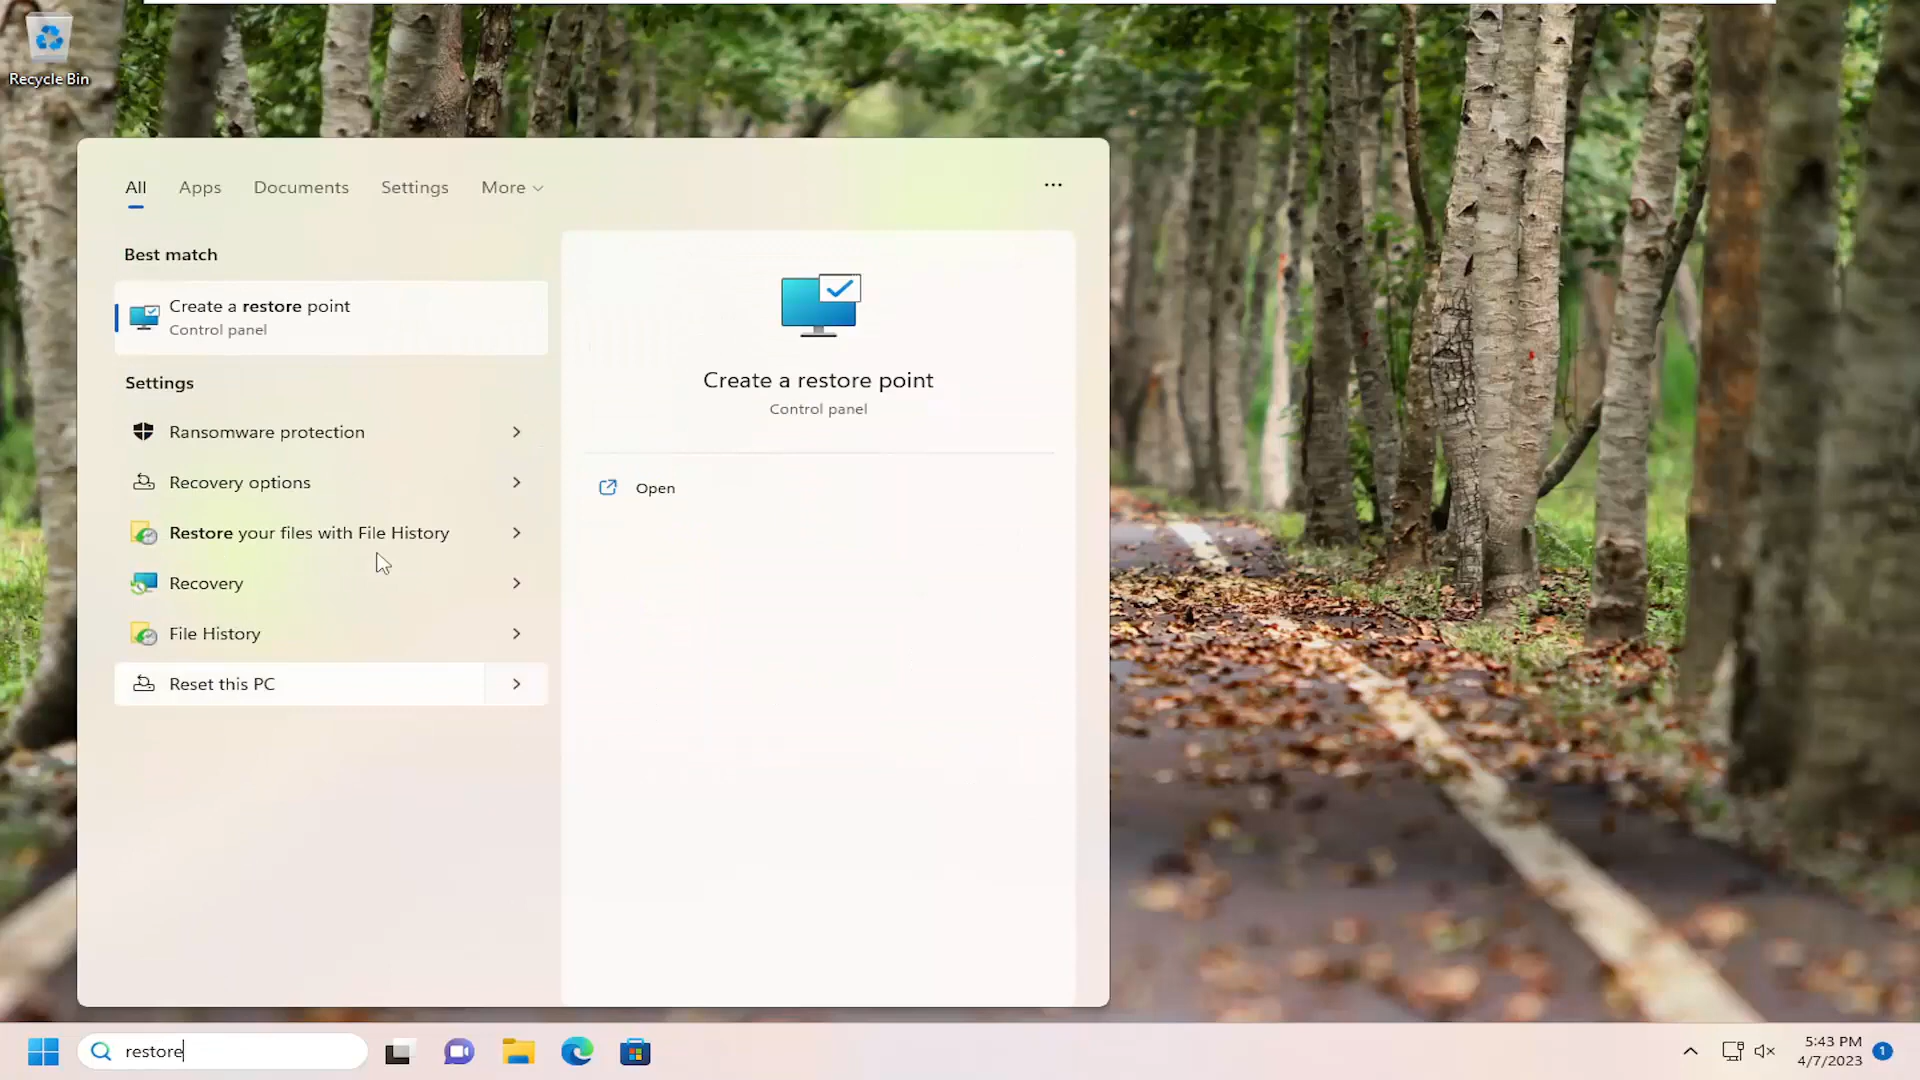 Recycle Bin
All Apps Documents Settings More
...
Best match
Create a restore point
Control panel
Settings
Ransomware protection
Recovery options
Restore your files with File History
Recovery
File History
Reset this PC
Create a restore point
Control panel
Open
restore
5:43 PM
4/7/2023
1